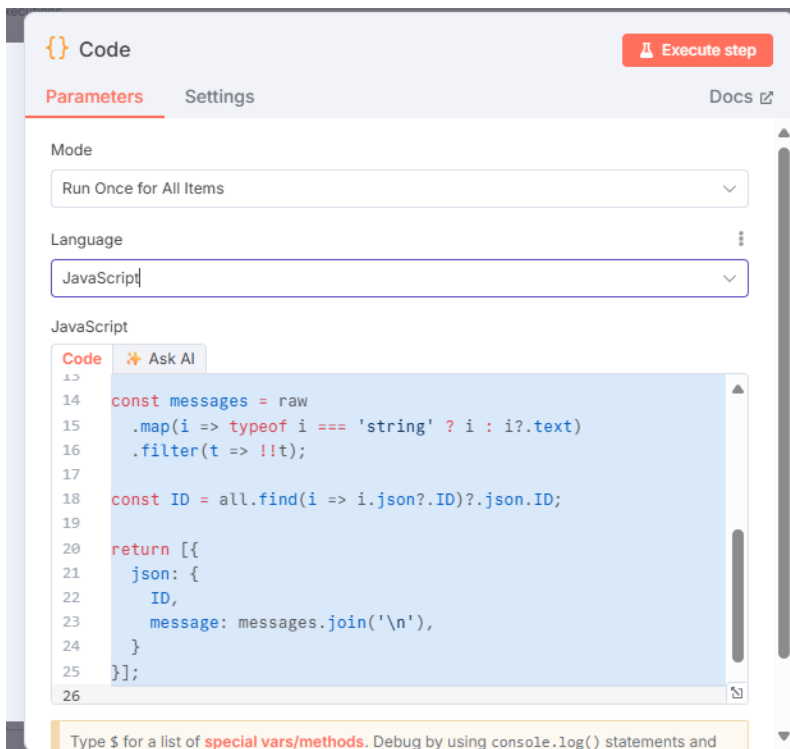 Code
Execute step
Parameters Settings Docs
Mode
Run Once for All Items
Language
JavaScript
JavaScript
Code Ask AI
14 const messages = raw
15 .map(i => typeof i === 'string' ? i : i?.text)
16 .filter(t => !!t);
17
18 const ID = all.find(i => i.json?.ID)?.json.ID;
19
20 return [{
21 json: {
22 ID,
23 message: messages.join('\n'),
24 }
25 }];
26
Type $ for a list of special vars/methods. Debug by using console.log() statements and